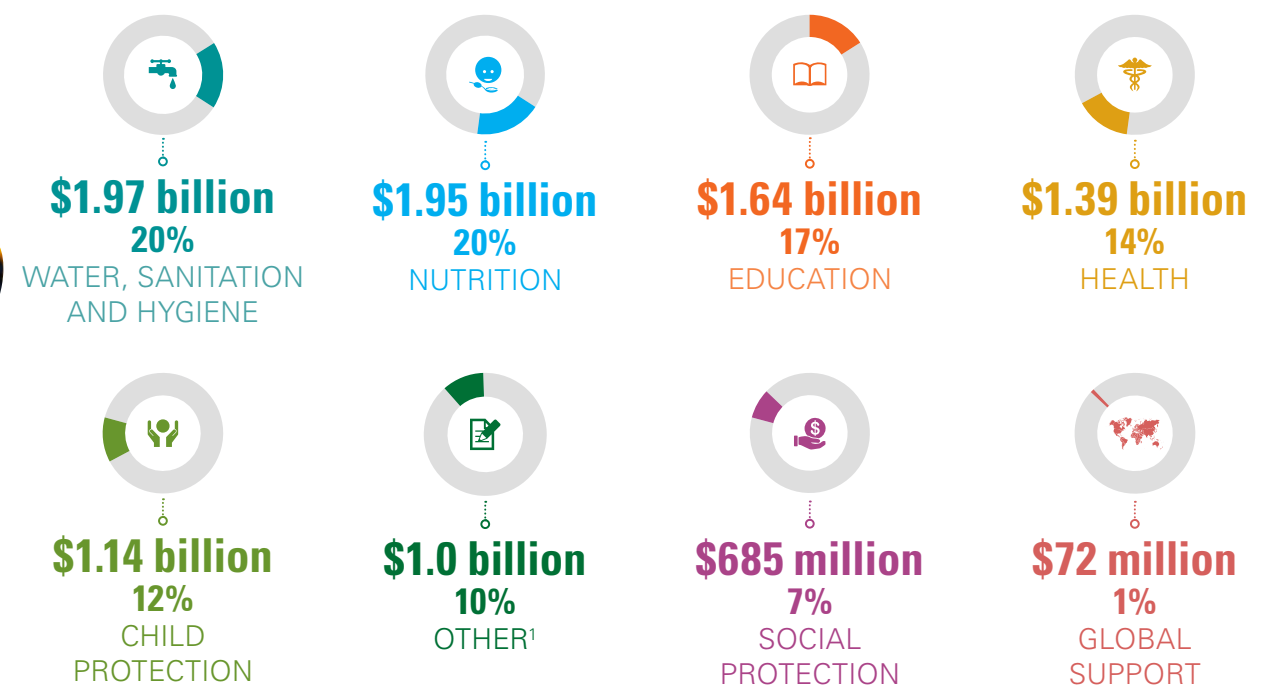 $1.97 billion
20%
WATER, SANITATION
AND HYGIENE
$1.95 billion
20%
NUTRITION
$1.64 billion
17%
EDUCATION
$1.39 billion
14%
HEALTH
$1.14 billion
12%
CHILD
PROTECTION
$1.0 billion
10%
OTHER¹
$685 million
7%
SOCIAL
PROTECTION
$72 million
1%
GLOBAL
SUPPORT